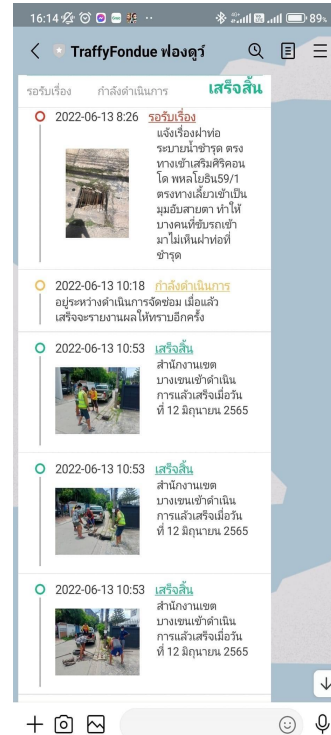 16:14
89%
TraffyFondue ฟองดูว์
รอรับเรื่อง กำลังดำเนินการ เสร็จสิ้น
2022-06-13 8:26 รอรับเรื่อง
แจ้งเรื่องฝาท่อ
ระบายน้ำชำรุด ตรง
ทางเข้าเสริมศิริคอน
โด พหลโยธิน59/1
ตรงทางเลี้ยวเข้าเป็น
มุมอับสายตา ทำให้
บางคนที่ขับรถเข้า
มาไม่เห็นฝาท่อที่
ชำรุด
2022-06-13 10:18 กำลังดำเนินการ
อยู่ระหว่างดำเนินการจัดซ่อม เมื่อแล้ว
เสร็จจะรายงานผลให้ทราบอีกครั้ง
2022-06-13 10:53 เสร็จสิ้น
สำนักงานเขต
บางเขนเข้าดำเนิน
การแล้วเสร็จเมื่อวัน
ที่ 12 มิถุนายน 2565
2022-06-13 10:53 เสร็จสิ้น
สำนักงานเขต
บางเขนเข้าดำเนิน
การแล้วเสร็จเมื่อวัน
ที่ 12 มิถุนายน 2565
2022-06-13 10:53 เสร็จสิ้น
สำนักงานเขต
บางเขนเข้าดำเนิน
การแล้วเสร็จเมื่อวัน
ที่ 12 มิถุนายน 2565